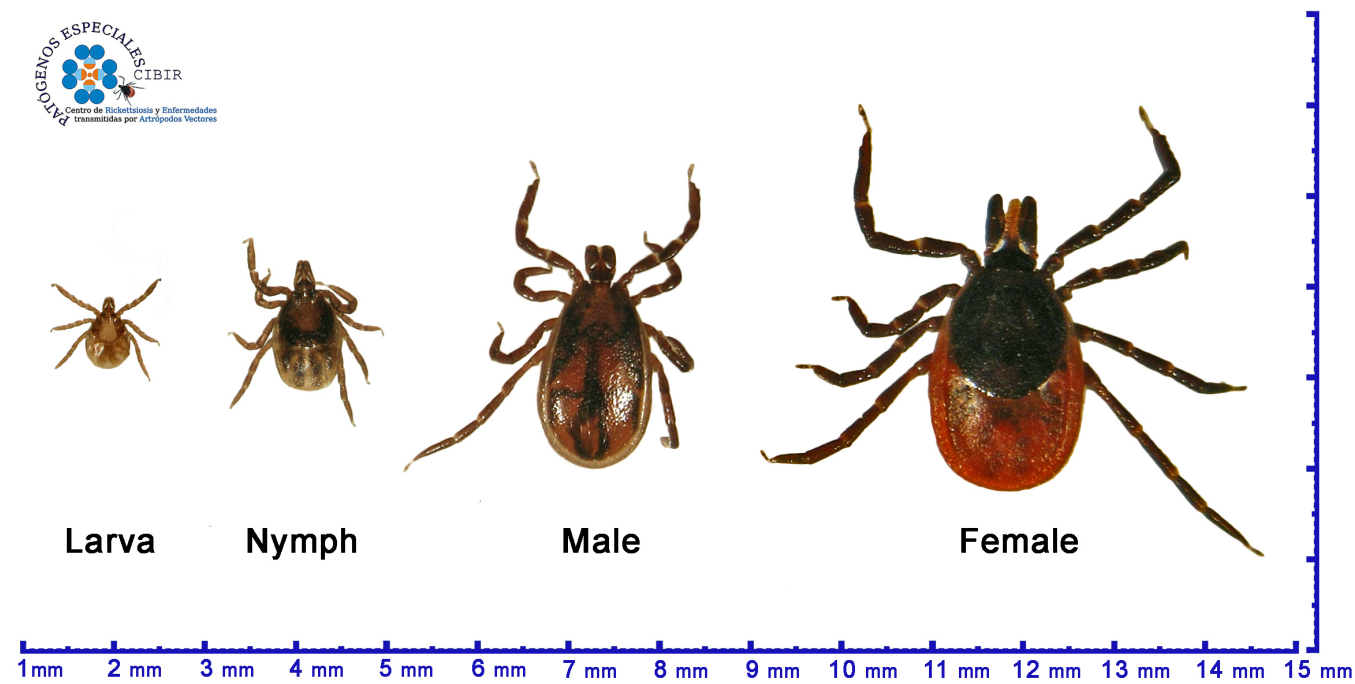 PATÓGENOS ESPECIALES
CIBIR
Centro de Rickettsiosis y Enfermedades
transmitidas por Artrópodos Vectores
Larva
Nymph
Male
Female
1mm 2 mm 3 mm 4 mm 5 mm 6 mm 7 mm 8 mm 9 mm 10 mm 11 mm 12 mm 13 mm 14 mm 15 mm